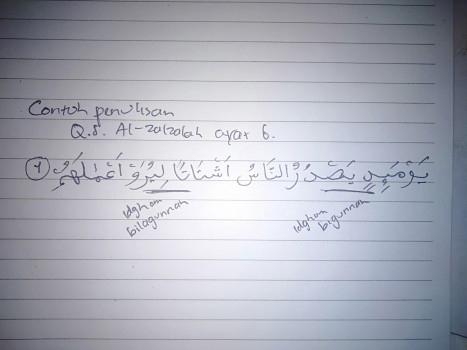 Contoh penulisan
Q.S. Al-zalzalah ayat 6.
يَوْمَىِٕذٍ يَصْدُرُ النَّاسُ اَشْتَاتًا لِّيُرَوْا اَعْمَالَهُمْ ٦
idgham
bigunnah
idgham
bilagunnah